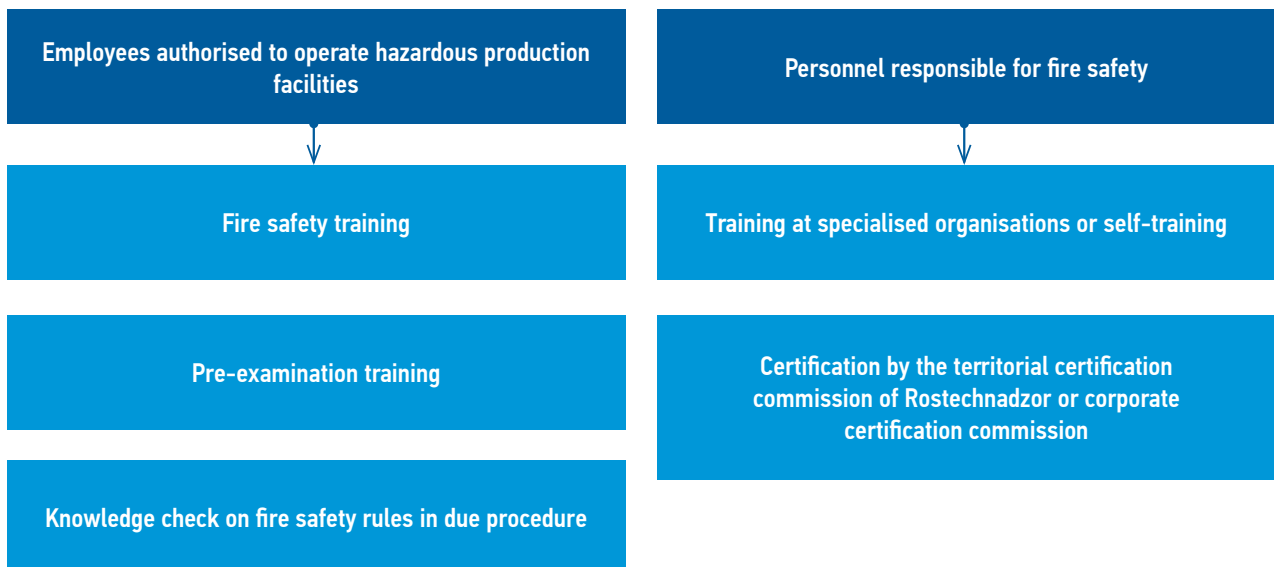 Employees authorised to operate hazardous production
facilities
Fire safety training
Pre-examination training
Knowledge check on fire safety rules in due procedure
Personnel responsible for fire safety
Training at specialised organisations or self-training
Certification by the territorial certification
commission of Rostechnadzor or corporate
certification commission